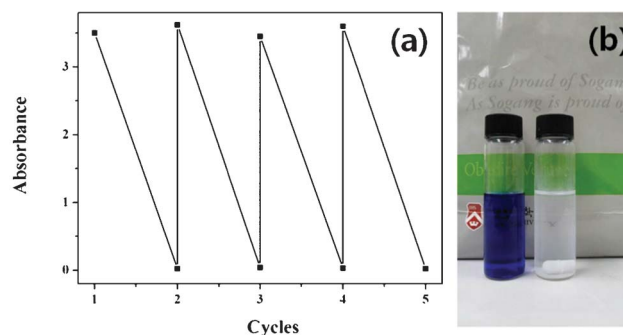 (a)
3
2
1
0
Absorbance
1 2 3 4 5
Cycles
(b)
Be as proud of Sogang
As Sogang is proud of